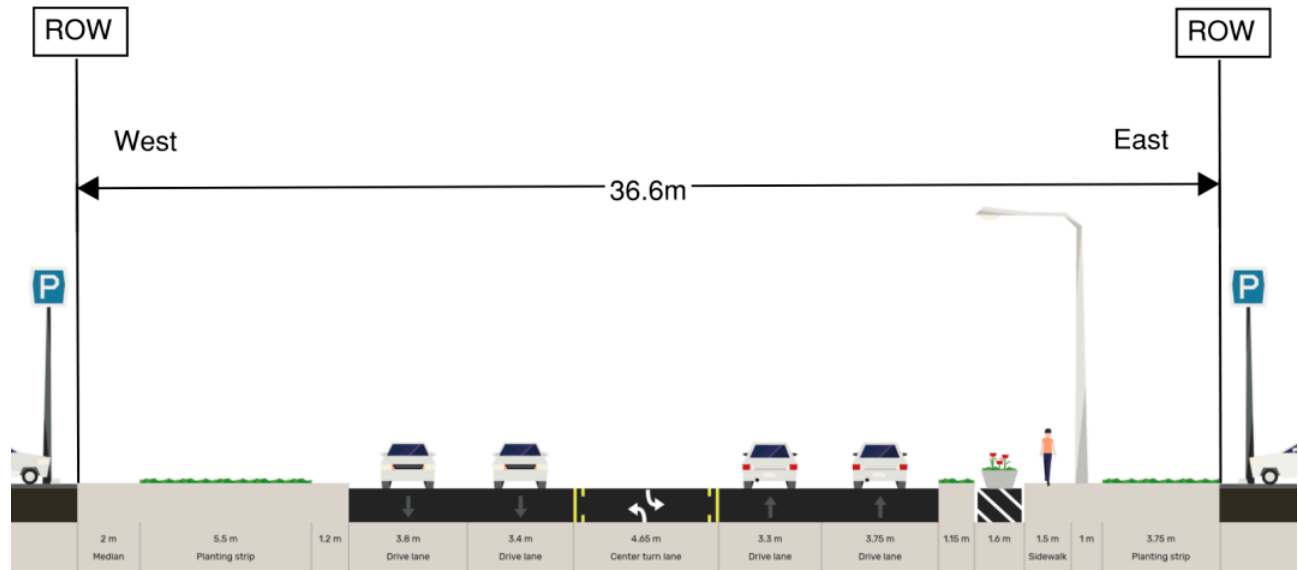 ROW
ROW
West
East
36.6m
P
P
2 m
Median
5.5 m
Planting strip
1.2 m
3.8 m
Drive lane
3.4 m
Drive lane
4.65 m
Center turn lane
3.3 m
Drive lane
3.75 m
Drive lane
1.15 m
1.6 m
1.5 m
Sidewalk
1 m
3.75 m
Planting strip